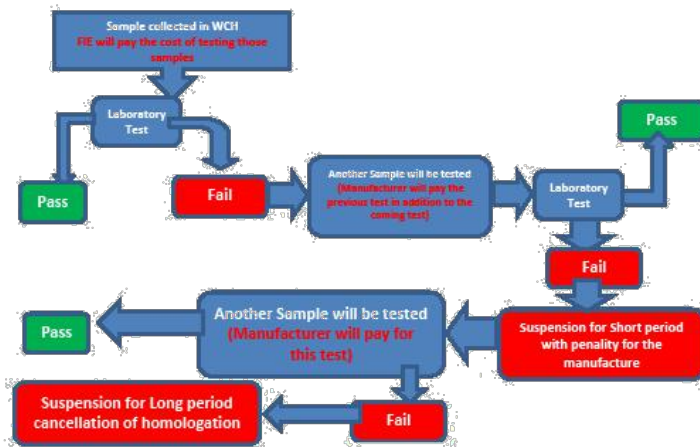 Sample collected in WCH
FIE will pay the cost of testing those
samples
Laboratory
Test
Pass
Fail
Another Sample will be tested
(Manufacturer will pay the
previous test in addition to the
coming test)
Laboratory
Test
Pass
Fail
Suspension for Short period
with penality for the
manufacture
Another Sample will be tested
(Manufacturer will pay for
this test)
Pass
Fail
Suspension for Long period
cancellation of homologation